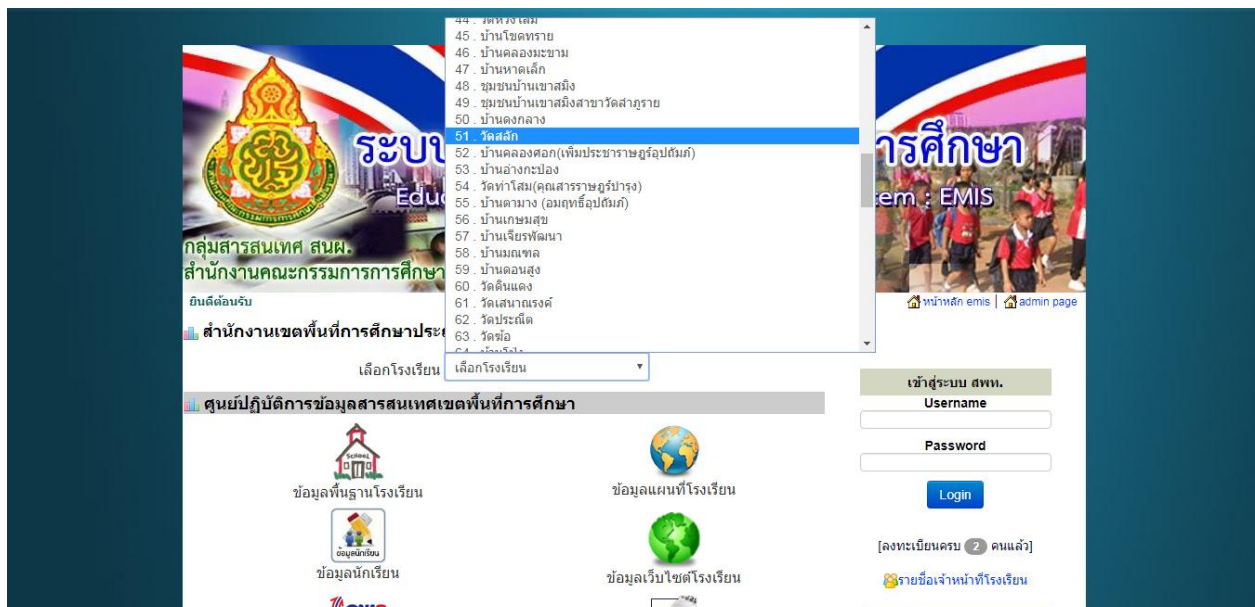 44 . วัดห้วงโสม
45 . บ้านโขดทราย
46 . บ้านคลองมะขาม
47 . บ้านหาดเล็ก
48 . ชุมชนบ้านเขาสมิง
49 . ชุมชนบ้านเขาสมิงสาขาวัดสาภูราย
50 . บ้านดงกลาง
51 . วัดสลัก
52 . บ้านคลองศอก(เพิ่มประชาราษฎร์อุปถัมภ์)
53 . บ้านอ่างกะป่อง
54 . วัดท่าโสม(คุณสารราษฎร์บำรุง)
55 . บ้านตามาง (อมฤทธิ์อุปถัมภ์)
56 . บ้านเกษมสุข
57 . บ้านเจียรพัฒนา
58 . บ้านมณฑล
59 . บ้านดอนสูง
60 . วัดดินแดง
61 . วัดเสนาณรงค์
62 . วัดประณีต
63 . วัดฆ้อ
ระบบ
ารศึกษา
Educ
tem : EMIS
กลุ่มสารสนเทศ สนผ.
สำนักงานคณะกรรมการการศึกษา
ยินดีต้อนรับ
หน้าหลัก emis | admin page
สำนักงานเขตพื้นที่การศึกษาประ
เลือกโรงเรียน เลือกโรงเรียน
เข้าสู่ระบบ สพท.
ศูนย์ปฏิบัติการข้อมูลสารสนเทศเขตพื้นที่การศึกษา
Username
Password
Login
SCHOOL
ข้อมูลพื้นฐานโรงเรียน
ข้อมูลแผนที่โรงเรียน
ข้อมูลนักเรียน
[ลงทะเบียนครบ 2 คนแล้ว]
ข้อมูลนักเรียน
ข้อมูลเว็บไซต์โรงเรียน
รายชื่อเจ้าหน้าที่โรงเรียน